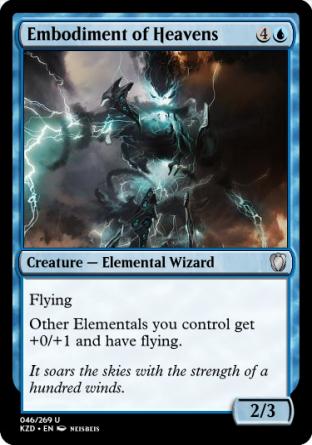 Embodiment of Heavens 4
Creature — Elemental Wizard
Flying
Other Elementals you control get
+0/+1 and have flying.
It soars the skies with the strength of a
hundred winds.
2/3
046/269 U
KZD • EN NEISBEIS